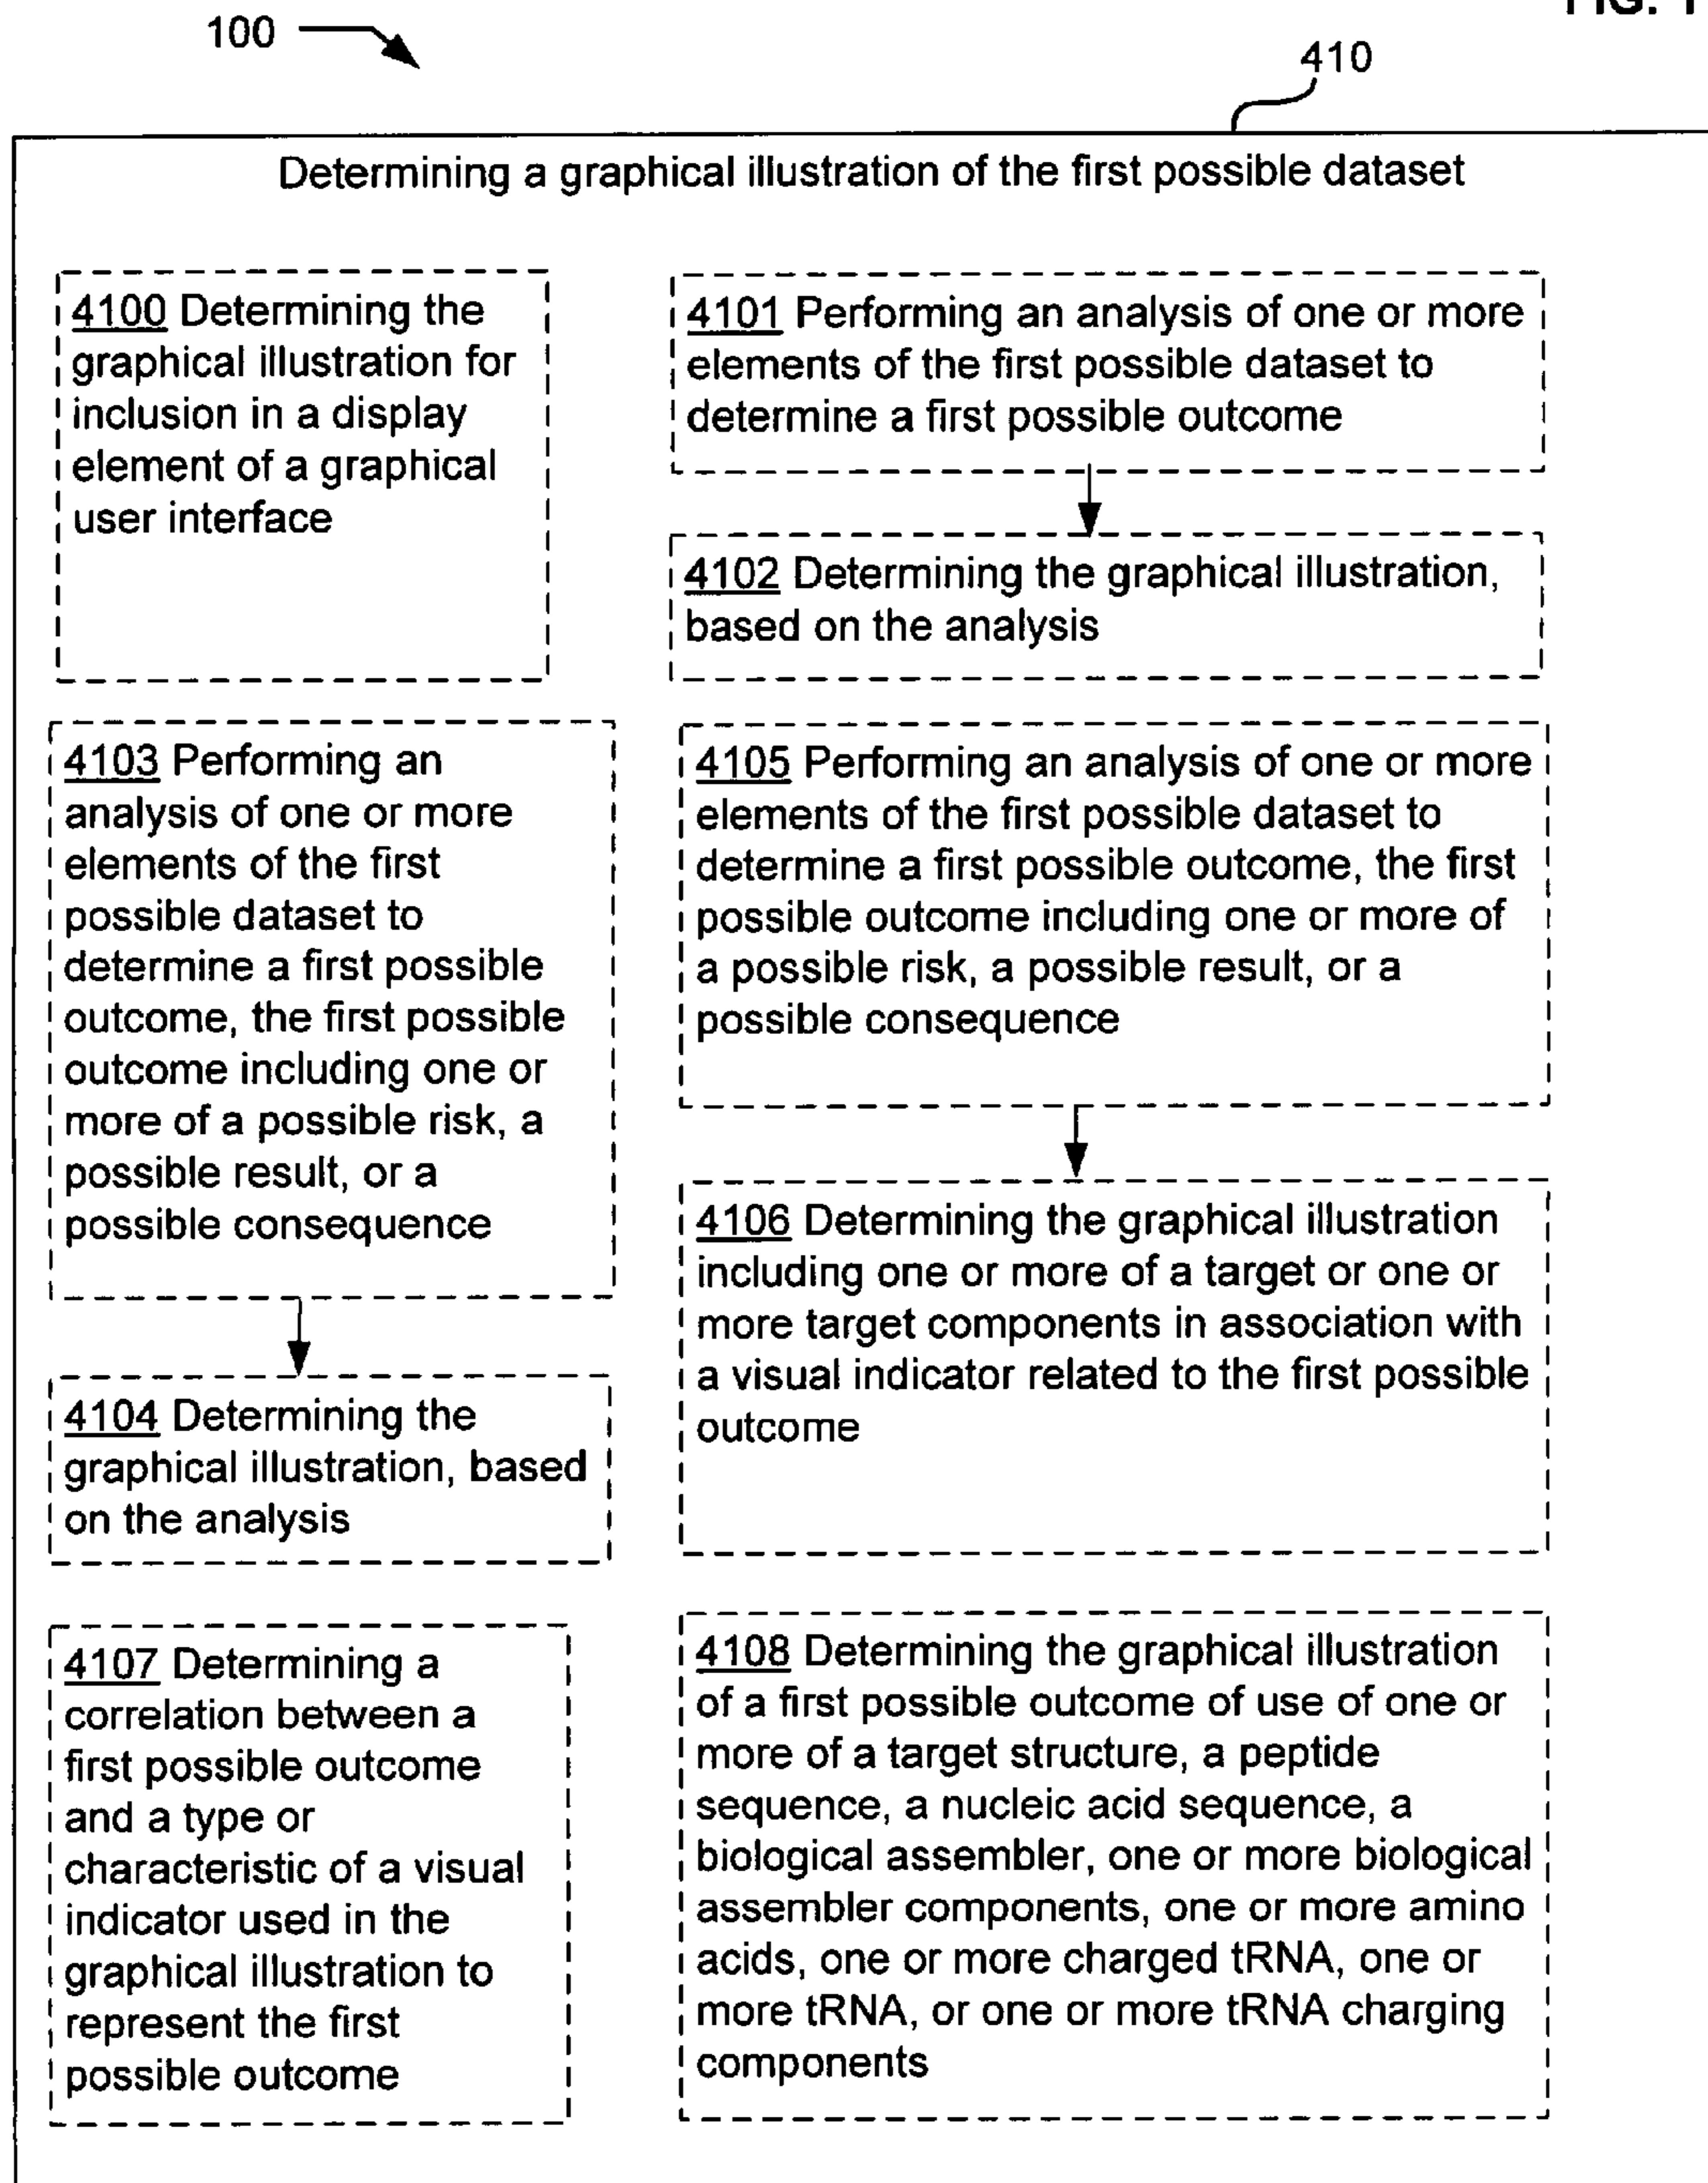 FIG. 1
100
410
Determining a graphical illustration of the first possible dataset
4100 Determining the
graphical illustration for
inclusion in a display
element of a graphical
user interface
4101 Performing an analysis of one or more
elements of the first possible dataset to
determine a first possible outcome
4102 Determining the graphical illustration,
based on the analysis
4103 Performing an
analysis of one or more
elements of the first
possible dataset to
determine a first possible
outcome, the first possible
outcome including one or
more of a possible risk, a
possible result, or a
possible consequence
4104 Determining the
graphical illustration, based
on the analysis
4105 Performing an analysis of one or more
elements of the first possible dataset to
determine a first possible outcome, the first
possible outcome including one or more of
a possible risk, a possible result, or a
possible consequence
4106 Determining the graphical illustration
including one or more of a target or one or
more target components in association with
a visual indicator related to the first possible
outcome
4107 Determining a
correlation between a
first possible outcome
and a type or
characteristic of a visual
indicator used in the
graphical illustration to
represent the first
possible outcome
4108 Determining the graphical illustration
of a first possible outcome of use of one or
more of a target structure, a peptide
sequence, a nucleic acid sequence, a
biological assembler, one or more biological
assembler components, one or more amino
acids, one or more charged tRNA, one or
more tRNA, or one or more tRNA charging
components